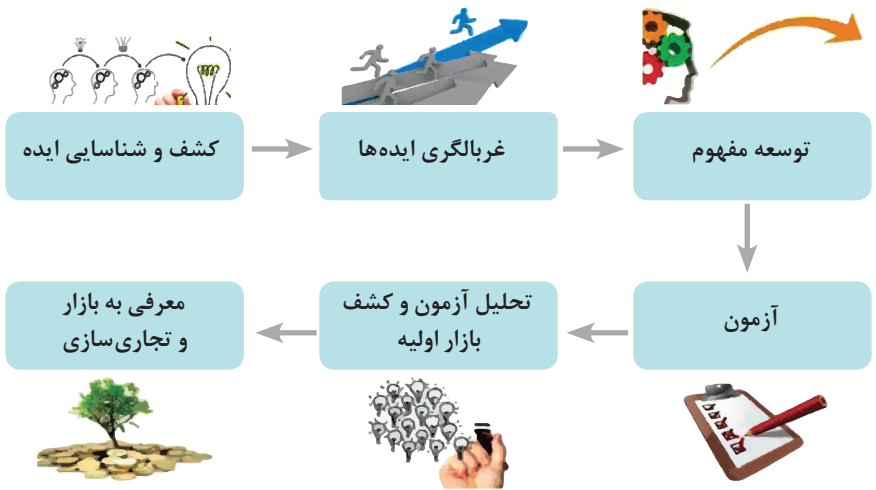 کشف و شناسایی ایده
غربالگری ایده‌ها
توسعه مفهوم
آزمون
تحلیل آزمون و کشف
بازار اولیه
معرفی به بازار
و تجاری‌سازی